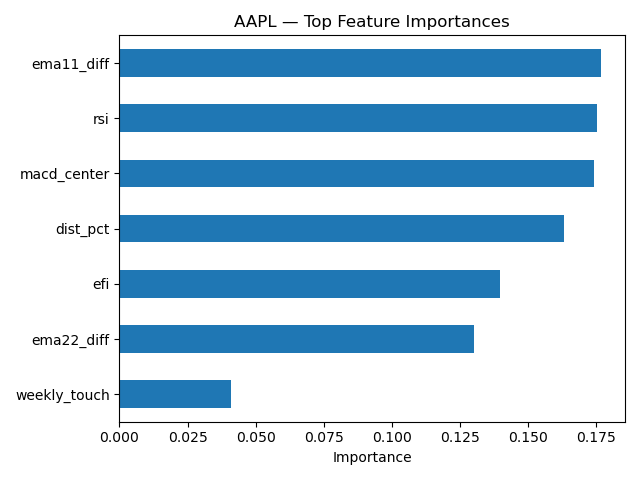 AAPL — Top Feature Importances
ema11_diff
rsi
macd_center
dist_pct
efi
ema22_diff
weekly_touch
0.000 0.025 0.050 0.075 0.100 0.125 0.150 0.175
Importance